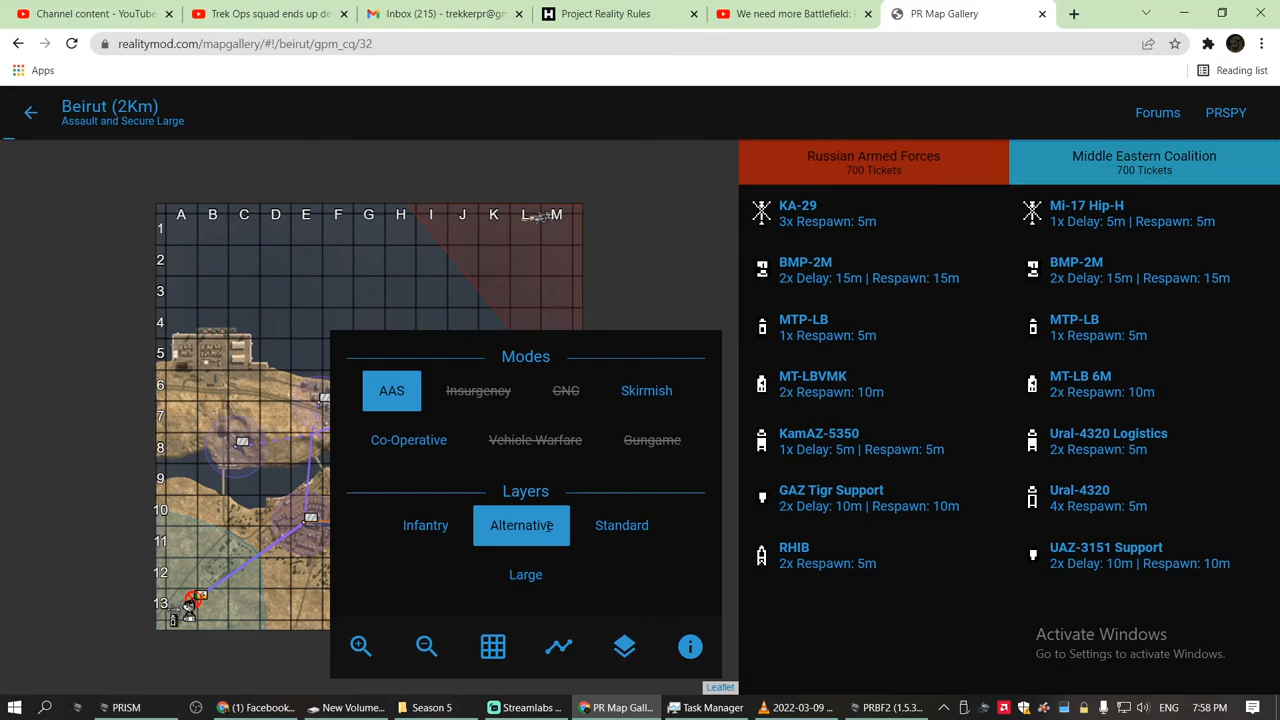 Content channel - YouTube
Trek Ops squad ends up de
Inbox (215) - trekkerpr@gm
Project Reality Rules
We need more Battlefield: F
PR Map Gallery
realitymod.com/mapgallery/#!/beirut/gpm_cq/32
Apps
Reading list
Beirut (2Km)
Assault and Secure Large
Forums
PRSPY
Russian Armed Forces
700 Tickets
Middle Eastern Coalition
700 Tickets
A B C D E F G H I J K L M
1
2
3
4
5
6
7
8
9
10
11
12
13
Modes
AAS
Insurgency
CNC
Skirmish
Co-Operative
Vehicle Warfare
Gungame
Layers
Infantry
Alternative
Standard
Large
KA-29
3x Respawn: 5m
BMP-2M
2x Delay: 15m | Respawn: 15m
MTP-LB
1x Respawn: 5m
MT-LBVMK
2x Respawn: 10m
KamAZ-5350
1x Delay: 5m | Respawn: 5m
GAZ Tigr Support
2x Delay: 10m | Respawn: 10m
RHIB
2x Respawn: 5m
Mi-17 Hip-H
1x Delay: 5m | Respawn: 5m
BMP-2M
2x Delay: 15m | Respawn: 15m
MTP-LB
1x Respawn: 5m
MT-LB 6M
2x Respawn: 10m
Ural-4320 Logistics
2x Respawn: 5m
Ural-4320
4x Respawn: 5m
UAZ-3151 Support
2x Delay: 10m | Respawn: 10m
Activate Windows
Go to Settings to activate Windows.
Leaflet
PRISM
(1) Facebook...
New Volume...
Season 5
Streamlabs ...
PR Map Gall...
Task Manager
2022-03-09 ...
PRBF2 (1.5.3...
ENG
7:58 PM